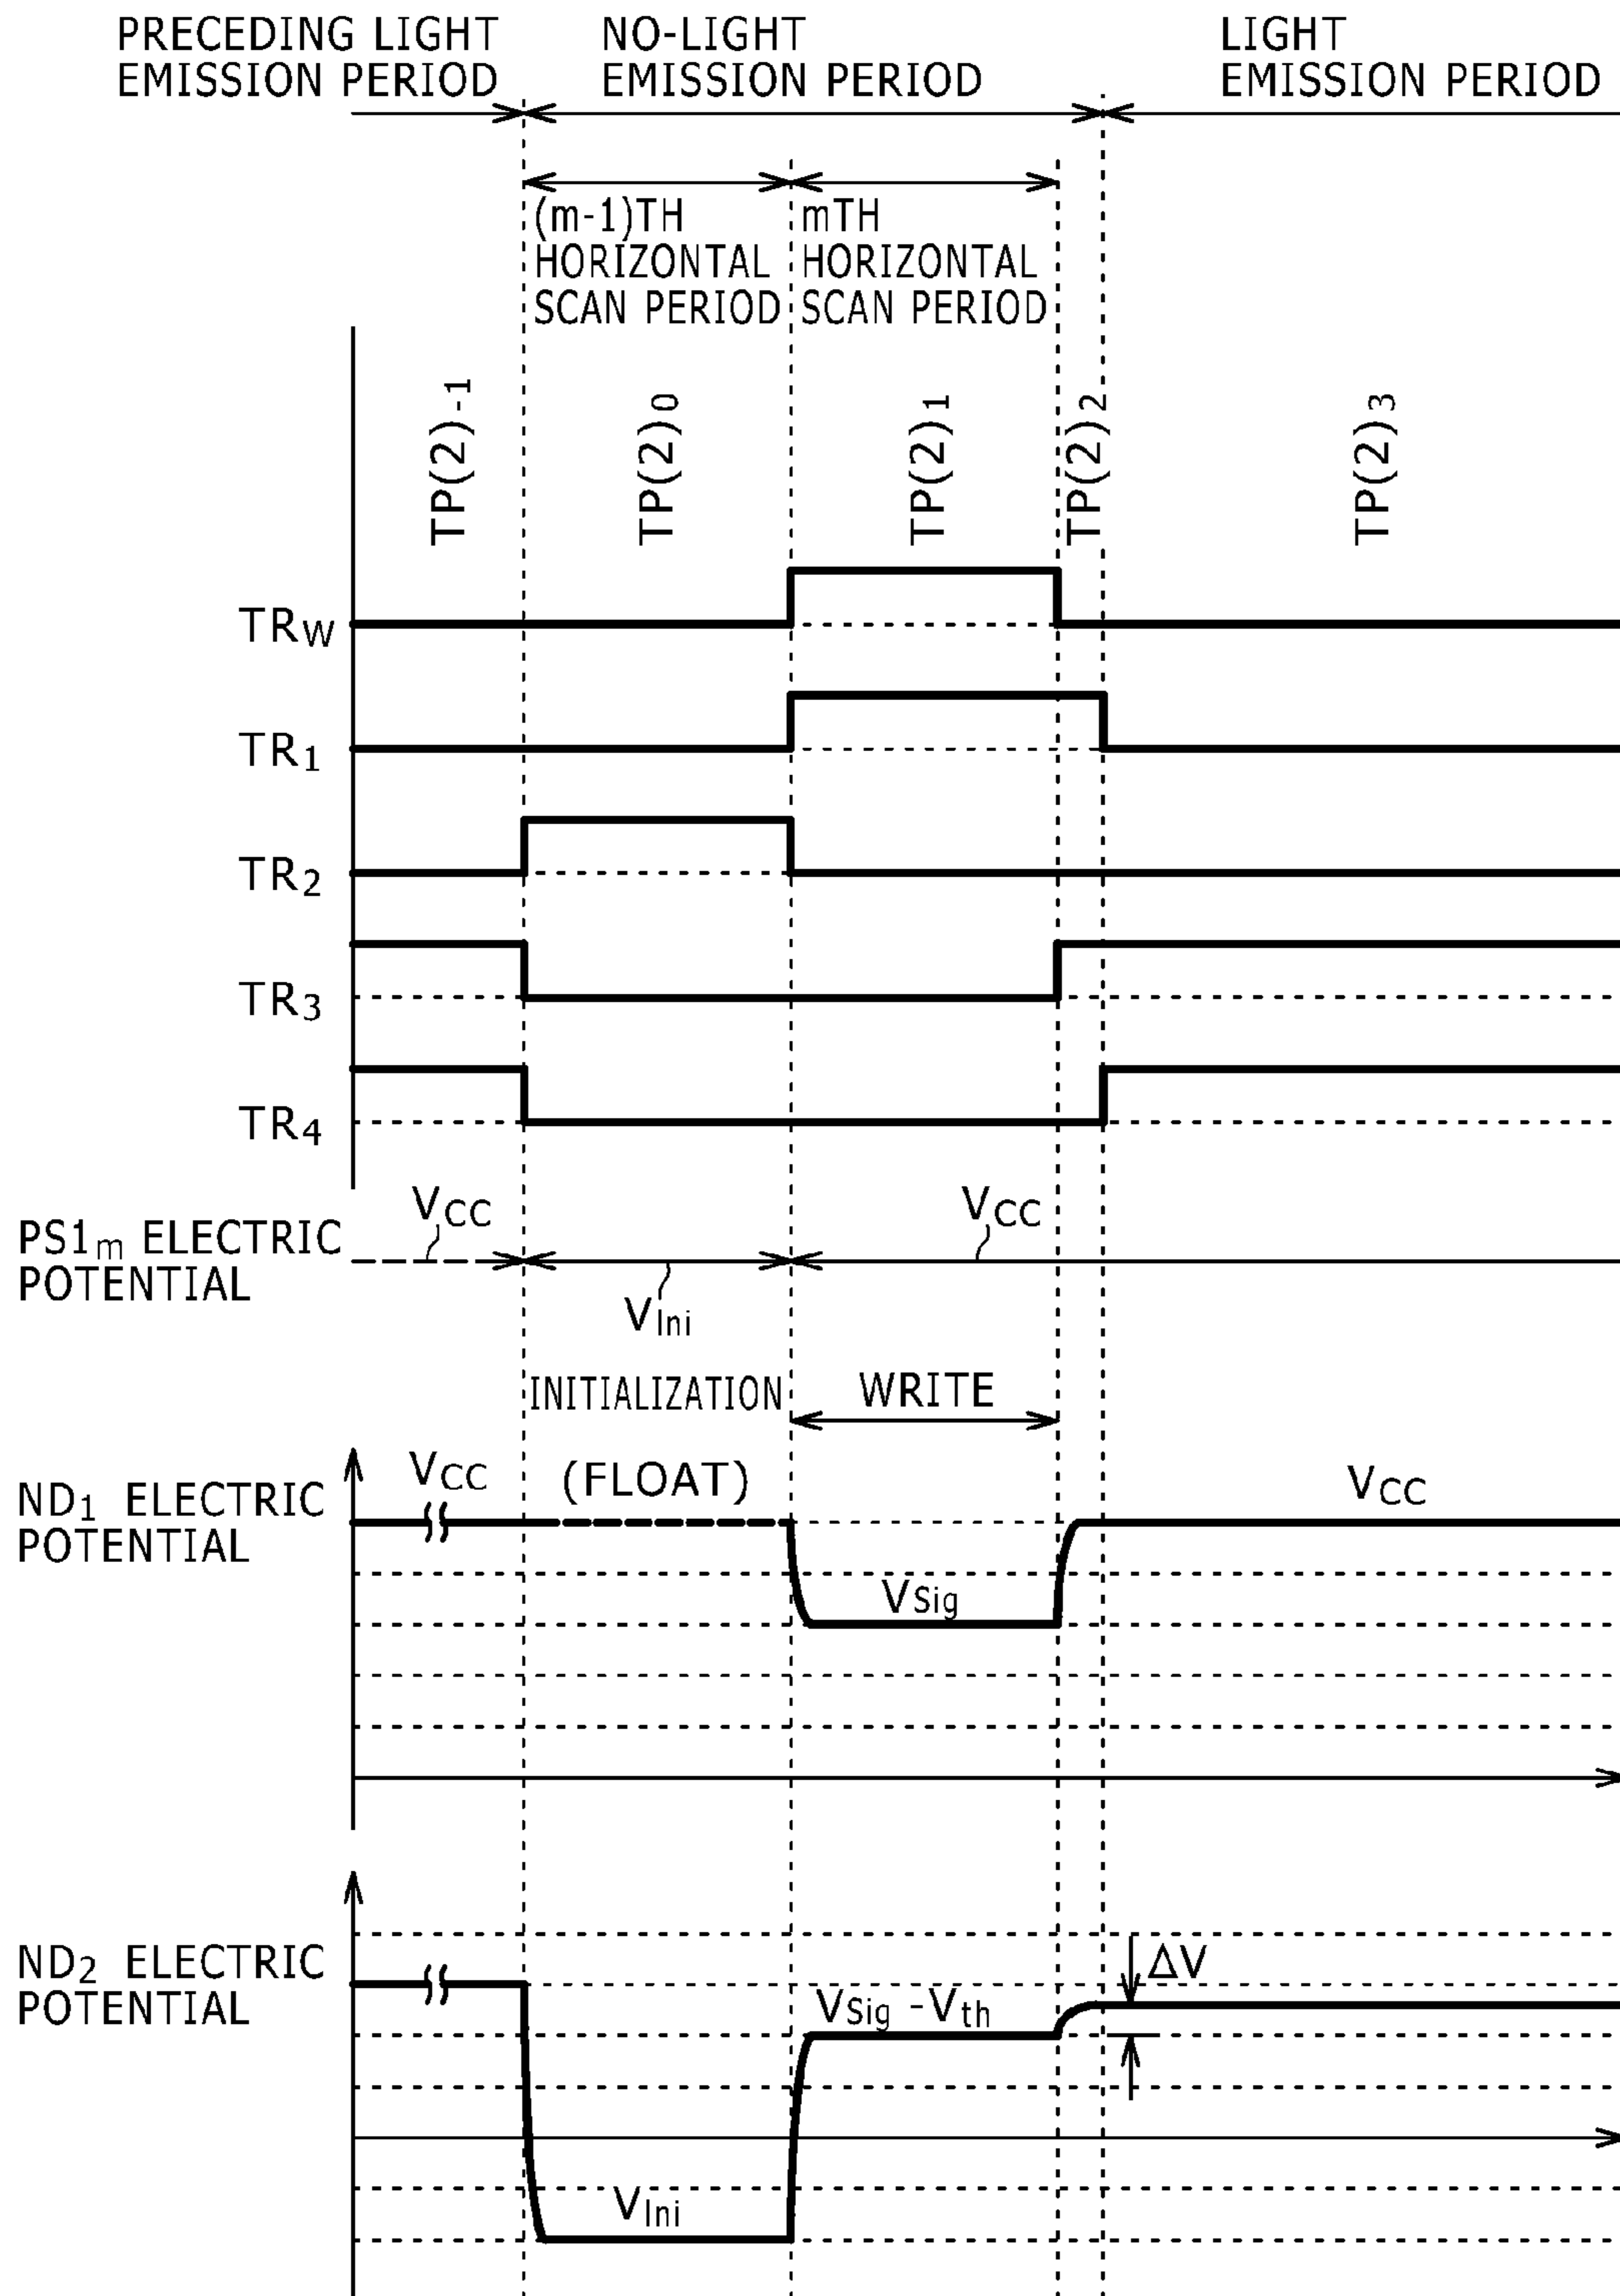 PRECEDING LIGHT
EMISSION PERIOD
NO-LIGHT
EMISSION PERIOD
LIGHT
EMISSION PERIOD
(m-1)TH
HORIZONTAL
SCAN PERIOD
mTH
HORIZONTAL
SCAN PERIOD
TP(2)-1
TP(2)0
TP(2)1
TP(2)2
TP(2)3
TRW
TR1
TR2
TR3
TR4
PS1m ELECTRIC
POTENTIAL
VCC
VIni
VCC
INITIALIZATION
WRITE
ND1 ELECTRIC
POTENTIAL
VCC
(FLOAT)
VSig
VCC
ND2 ELECTRIC
POTENTIAL
VIni
VSig -Vth
ΔV